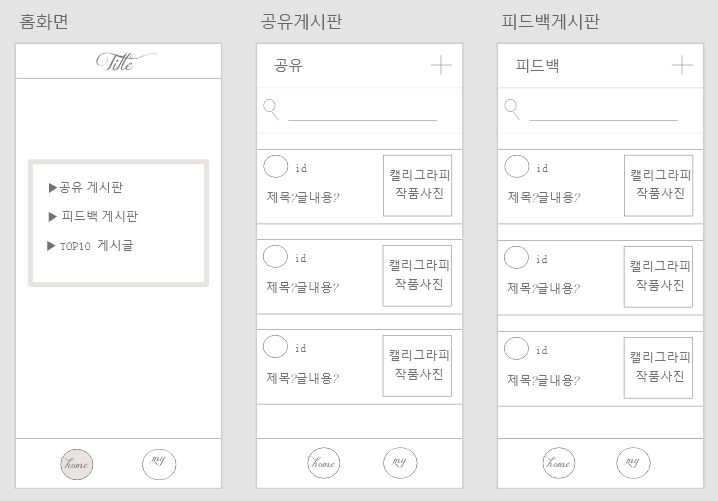 홈화면
Title
▶공유 게시판
▶ 피드백 게시판
▶ TOP10 게시글
home
my
공유게시판
공유
id
제목?글내용?
캘리그라피
작품사진
id
제목?글내용?
캘리그라피
작품사진
id
제목?글내용?
캘리그라피
작품사진
home
my
피드백게시판
피드백
id
제목?글내용?
캘리그라피
작품사진
id
제목?글내용?
캘리그라피
작품사진
id
제목?글내용?
캘리그라피
작품사진
home
my